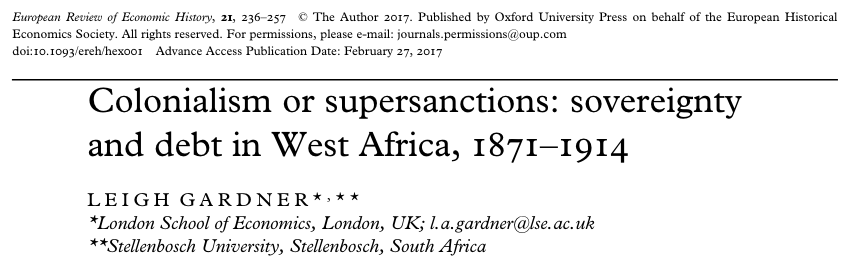 European Review of Economic History, 21, 236–257 © The Author 2017. Published by Oxford University Press on behalf of the European Historical
Economics Society. All rights reserved. For permissions, please e-mail: journals.permissions@oup.com
doi:10.1093/ereh/hex001 Advance Access Publication Date: February 27, 2017
Colonialism or supersanctions: sovereignty
and debt in West Africa, 1871–1914
LEIGH GARDNER*,**
*London School of Economics, London, UK; l.a.gardner@lse.ac.uk
**Stellenbosch University, Stellenbosch, South Africa